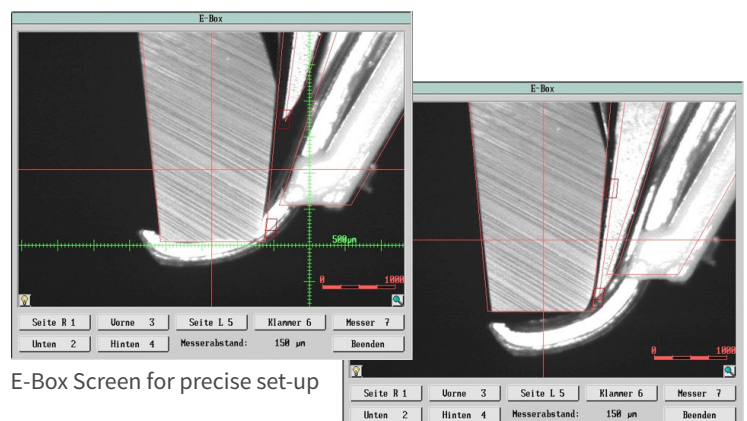 E-Box
500µm
0 1000
Seite R 1 Vorne 3 Seite L 5 Klammer 6 Messer 7
Unten 2 Hinten 4 Messerabstand: 150 µm Beenden
E-Box Screen for precise set-up
E-Box
0 1000
Seite R 1 Vorne 3 Seite L 5 Klammer 6 Messer 7
Unten 2 Hinten 4 Messerabstand: 150 µm Beenden